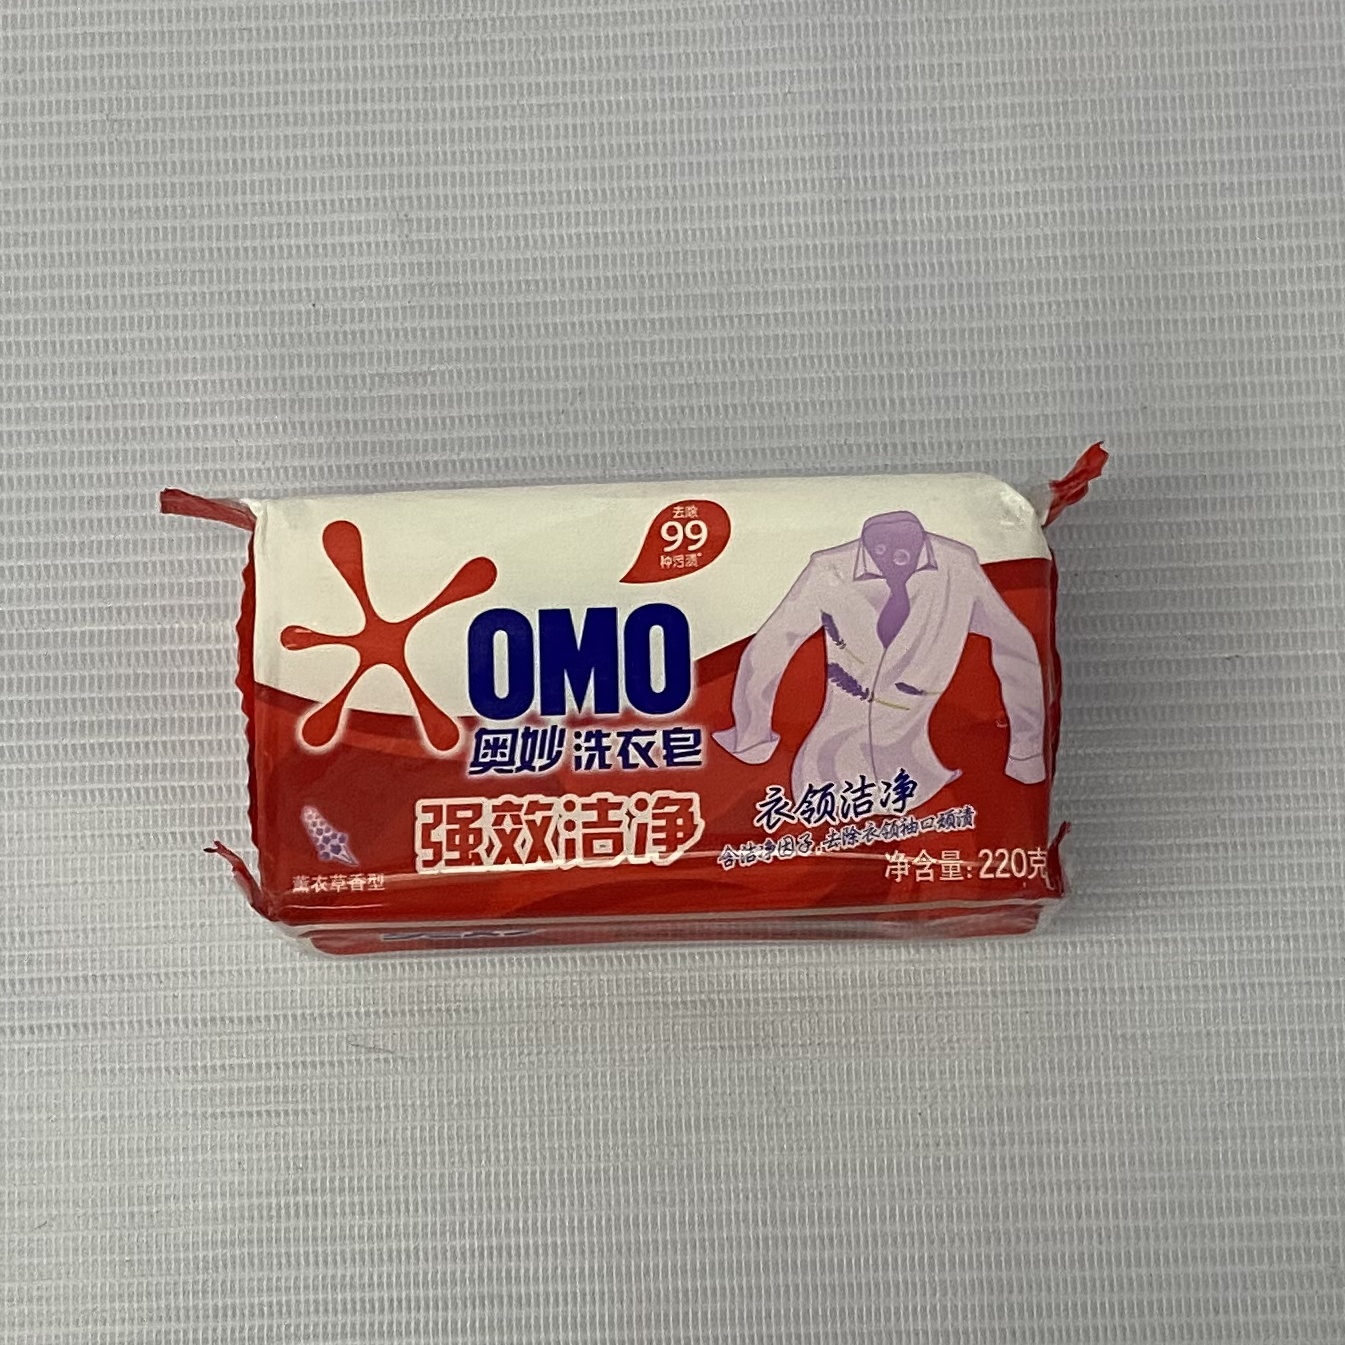 去除
99
种污渍*
OMO
奥妙 洗衣皂
强效洁净
衣领洁净
含洁净因子,去除衣领袖口顽渍
薰衣草香型
净含量: 220克